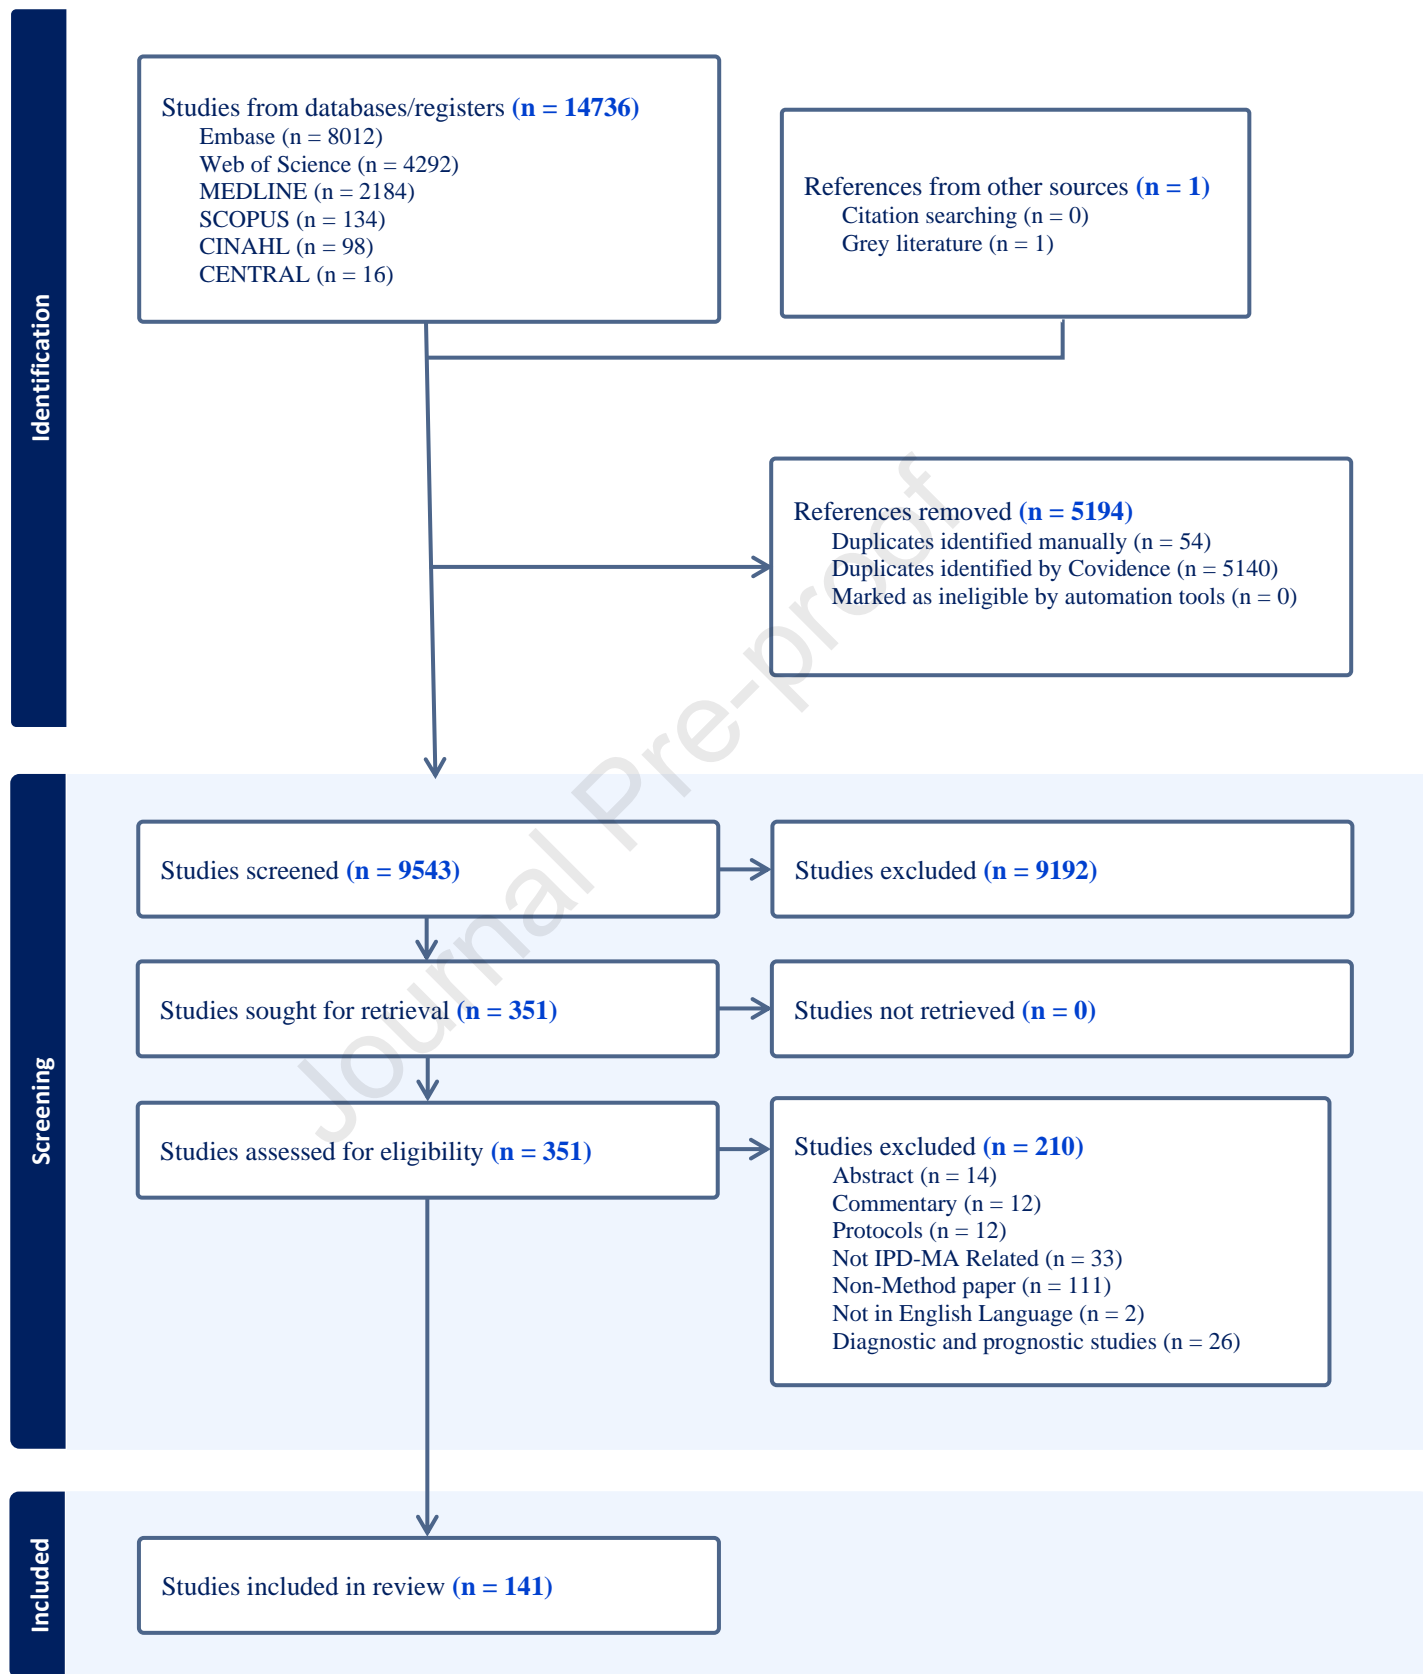 Identification
Studies from databases/registers (n = 14736)
Embase (n = 8012)
Web of Science (n = 4292)
MEDLINE (n = 2184)
SCOPUS (n = 134)
CINAHL (n = 98)
CENTRAL (n = 16)
References from other sources (n = 1)
Citation searching (n = 0)
Grey literature (n = 1)
References removed (n = 5194)
Duplicates identified manually (n = 54)
Duplicates identified by Covidence (n = 5140)
Marked as ineligible by automation tools (n = 0)
Journal Pre-proof
Screening
Studies screened (n = 9543)
Studies excluded (n = 9192)
Studies sought for retrieval (n = 351)
Studies not retrieved (n = 0)
Studies assessed for eligibility (n = 351)
Studies excluded (n = 210)
Abstract (n = 14)
Commentary (n = 12)
Protocols (n = 12)
Not IPD-MA Related (n = 33)
Non-Method paper (n = 111)
Not in English Language (n = 2)
Diagnostic and prognostic studies (n = 26)
Included
Studies included in review (n = 141)